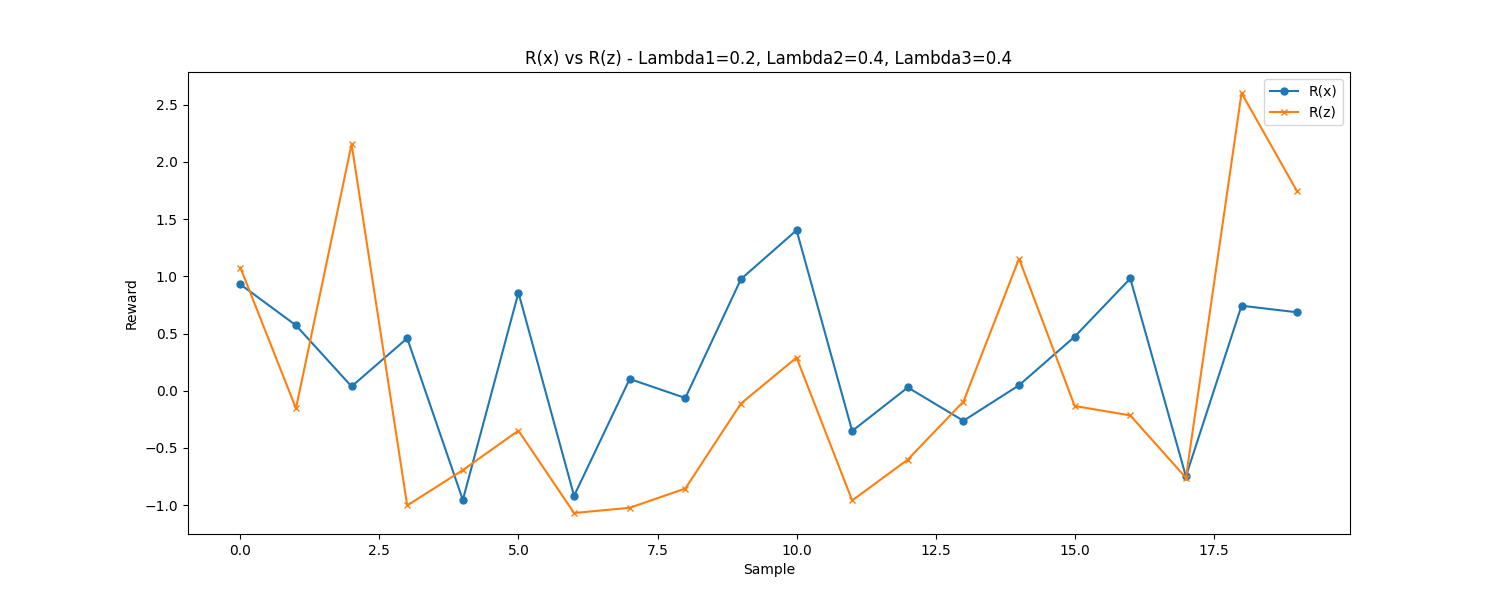 R(x) vs R(z) - Lambda1=0.2, Lambda2=0.4, Lambda3=0.4
R(x)
R(z)
2.5
2.0
1.5
1.0
0.5
0.0
−0.5
−1.0
Reward
0.0 2.5 5.0 7.5 10.0 12.5 15.0 17.5
Sample